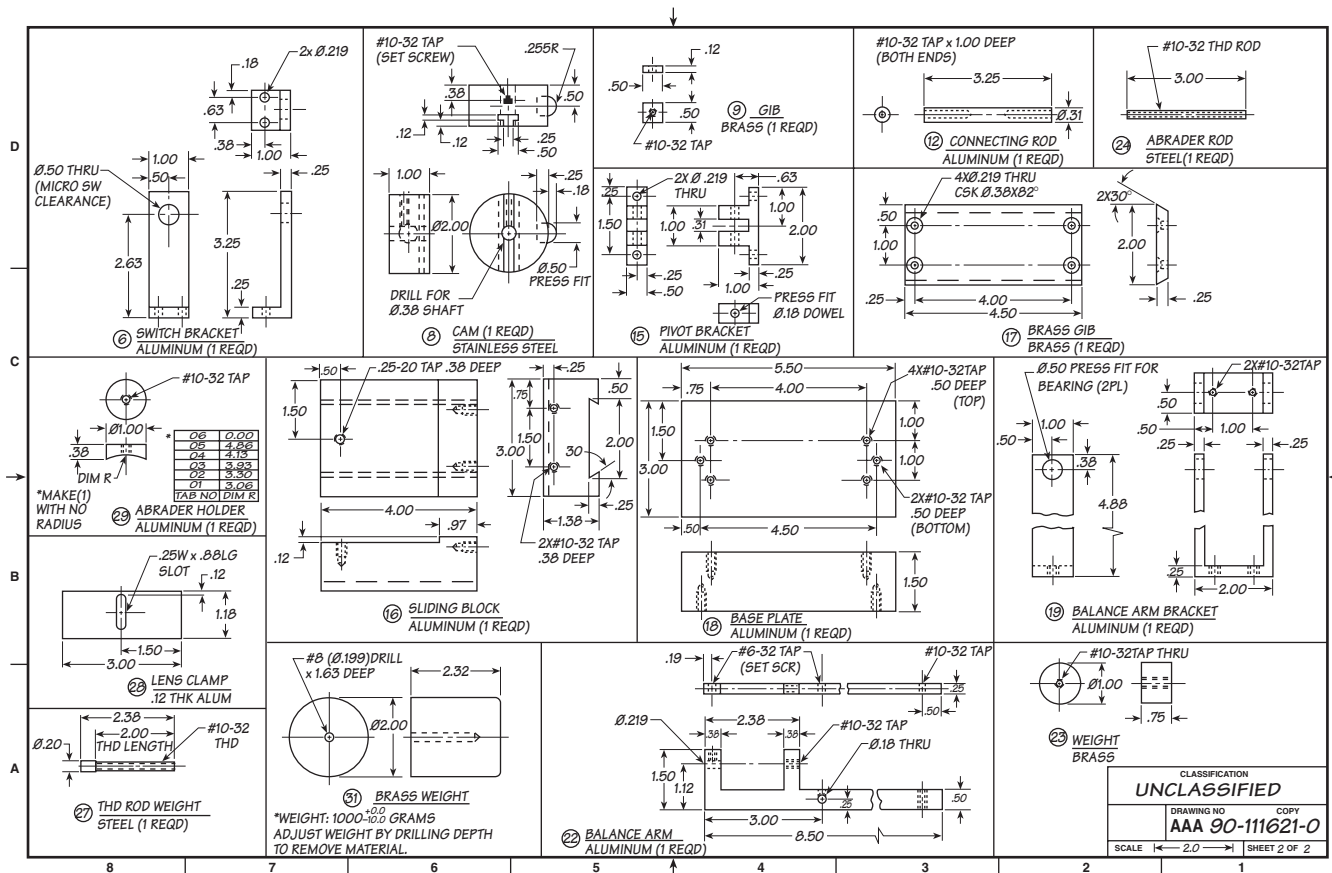 2x Ø.219
.18
.63
.38
1.00
1.00
.50
.25
Ø.50 THRU
(MICRO SW
CLEARANCE)
3.25
2.63
.25
6 SWITCH BRACKET
ALUMINUM (1 REQD)
#10-32 TAP
(SET SCREW)
.255R
.38
.50
.12
.12
.25
.50
1.00
.25
.18
Ø2.00
Ø.50
PRESS FIT
DRILL FOR
Ø.38 SHAFT
8 CAM (1 REQD)
STAINLESS STEEL
.12
.50
.50
#10-32 TAP
9 GIB
BRASS (1 REQD)
2X Ø .219
THRU
.63
.25
1.50
1.00
.31
1.00
2.00
.25
.50
.25
1.00
PRESS FIT
Ø.18 DOWEL
15 PIVOT BRACKET
ALUMINUM (1 REQD)
#10-32 TAP x 1.00 DEEP
(BOTH ENDS)
3.25
Ø.31
12 CONNECTING ROD
ALUMINUM (1 REQD)
#10-32 THD ROD
3.00
24 ABRADER ROD
STEEL(1 REQD)
4XØ.219 THRU
CSK Ø.38X82°
2X30°
.50
1.00
2.00
.25
4.00
4.50
.25
17 BRASS GIB
BRASS (1 REQD)
#10-32 TAP
Ø1.00
.38
DIM R
*MAKE(1)
WITH NO
RADIUS
*
06 0.00
05 4.86
04 4.13
03 3.93
02 3.30
01 3.06
TAB NO DIM R
29 ABRADER HOLDER
ALUMINUM (1 REQD)
.50
.25-20 TAP .38 DEEP
1.50
4.00
.97
.12
.25
.75
.50
1.50
3.00
30
2.00
.25
1.38
2X#10-32 TAP
.38 DEEP
16 SLIDING BLOCK
ALUMINUM (1 REQD)
5.50
.75
4.00
4X#10-32TAP
.50 DEEP
(TOP)
1.50
3.00
1.00
1.00
2X#10-32 TAP
.50 DEEP
(BOTTOM)
.50
4.50
1.50
18 BASE PLATE
ALUMINUM (1 REQD)
Ø.50 PRESS FIT FOR
BEARING (2PL)
2X#10-32TAP
1.00
.50
.38
4.88
.50
.50
1.00
.25
.25
.25
2.00
19 BALANCE ARM BRACKET
ALUMINUM (1 REQD)
.25W x .88LG
SLOT
.12
1.18
1.50
3.00
28 LENS CLAMP
.12 THK ALUM
2.38
2.00
THD LENGTH
#10-32
THD
Ø.20
27 THD ROD WEIGHT
STEEL (1 REQD)
#8 (Ø.199)DRILL
x 1.63 DEEP
2.32
Ø2.00
31 BRASS WEIGHT
*WEIGHT: 1000 +0.0 -10.0 GRAMS
ADJUST WEIGHT BY DRILLING DEPTH
TO REMOVE MATERIAL.
.19
#6-32 TAP
(SET SCR)
#10-32 TAP
.25
.50
Ø.219
2.38
.38
.38
#10-32 TAP
Ø.18 THRU
1.50
1.12
.25
.50
3.00
8.50
22 BALANCE ARM
ALUMINUM (1 REQD)
#10-32TAP THRU
Ø1.00
.75
23 WEIGHT
BRASS
CLASSIFICATION
UNCLASSIFIED
DRAWING NO COPY
AAA 90-111621-0
SCALE 2.0 SHEET 2 OF 2
D
C
B
A
8 7 6 5 4 3 2 1